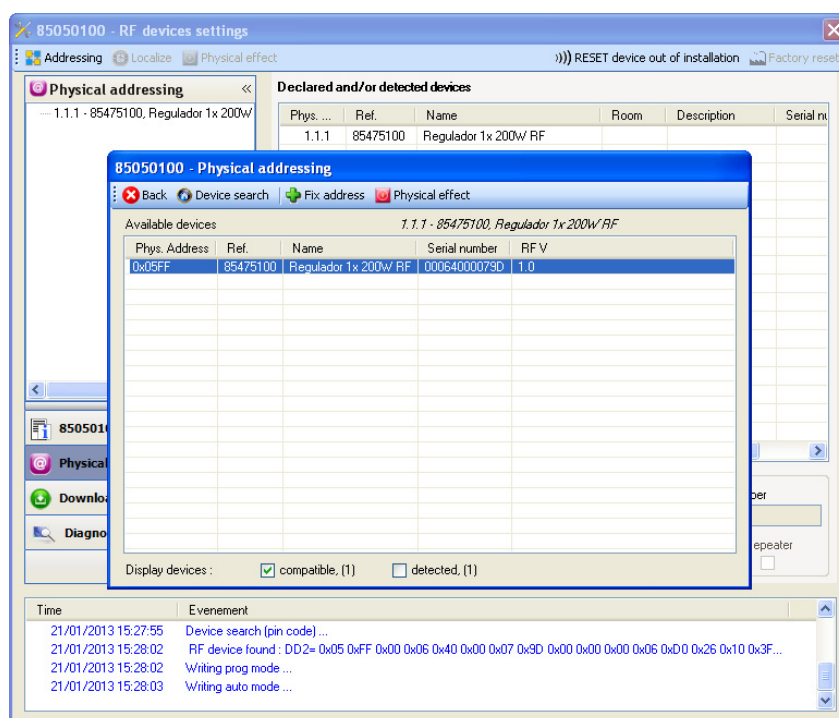 85050100 - RF devices settings
Addressing Localize Physical effect ))) RESET device out of installation Factory reset
Physical addressing «
Declared and/or detected devices
1.1.1 - 85475100, Regulador 1x 200W
Phys. ... Ref. Name Room Description Serial
1.1.1 85475100 Regulador 1x 200W RF
85050100 - Physical addressing
Back Device search Fix address Physical effect
Available devices 1.1.1 - 85475100, Regulador 1x 200W RF
Phys. Address Ref. Name Serial number RF V
0x05FF 85475100 Regulador 1x 200W RF 00064000079D 1.0
850501
Physical
Downloa
Diagno
ber
epeater
Display devices : compatible, (1) detected, (1)
Time Evenement
21/01/2013 15:27:55 Device search (pin code) ...
21/01/2013 15:28:02 RF device found : DD2= 0x05 0xFF 0x00 0x06 0x40 0x00 0x07 0x9D 0x00 0x00 0x00 0x06 0xD0 0x26 0x10 0x3F...
21/01/2013 15:28:02 Writing prog mode ...
21/01/2013 15:28:03 Writing auto mode ...